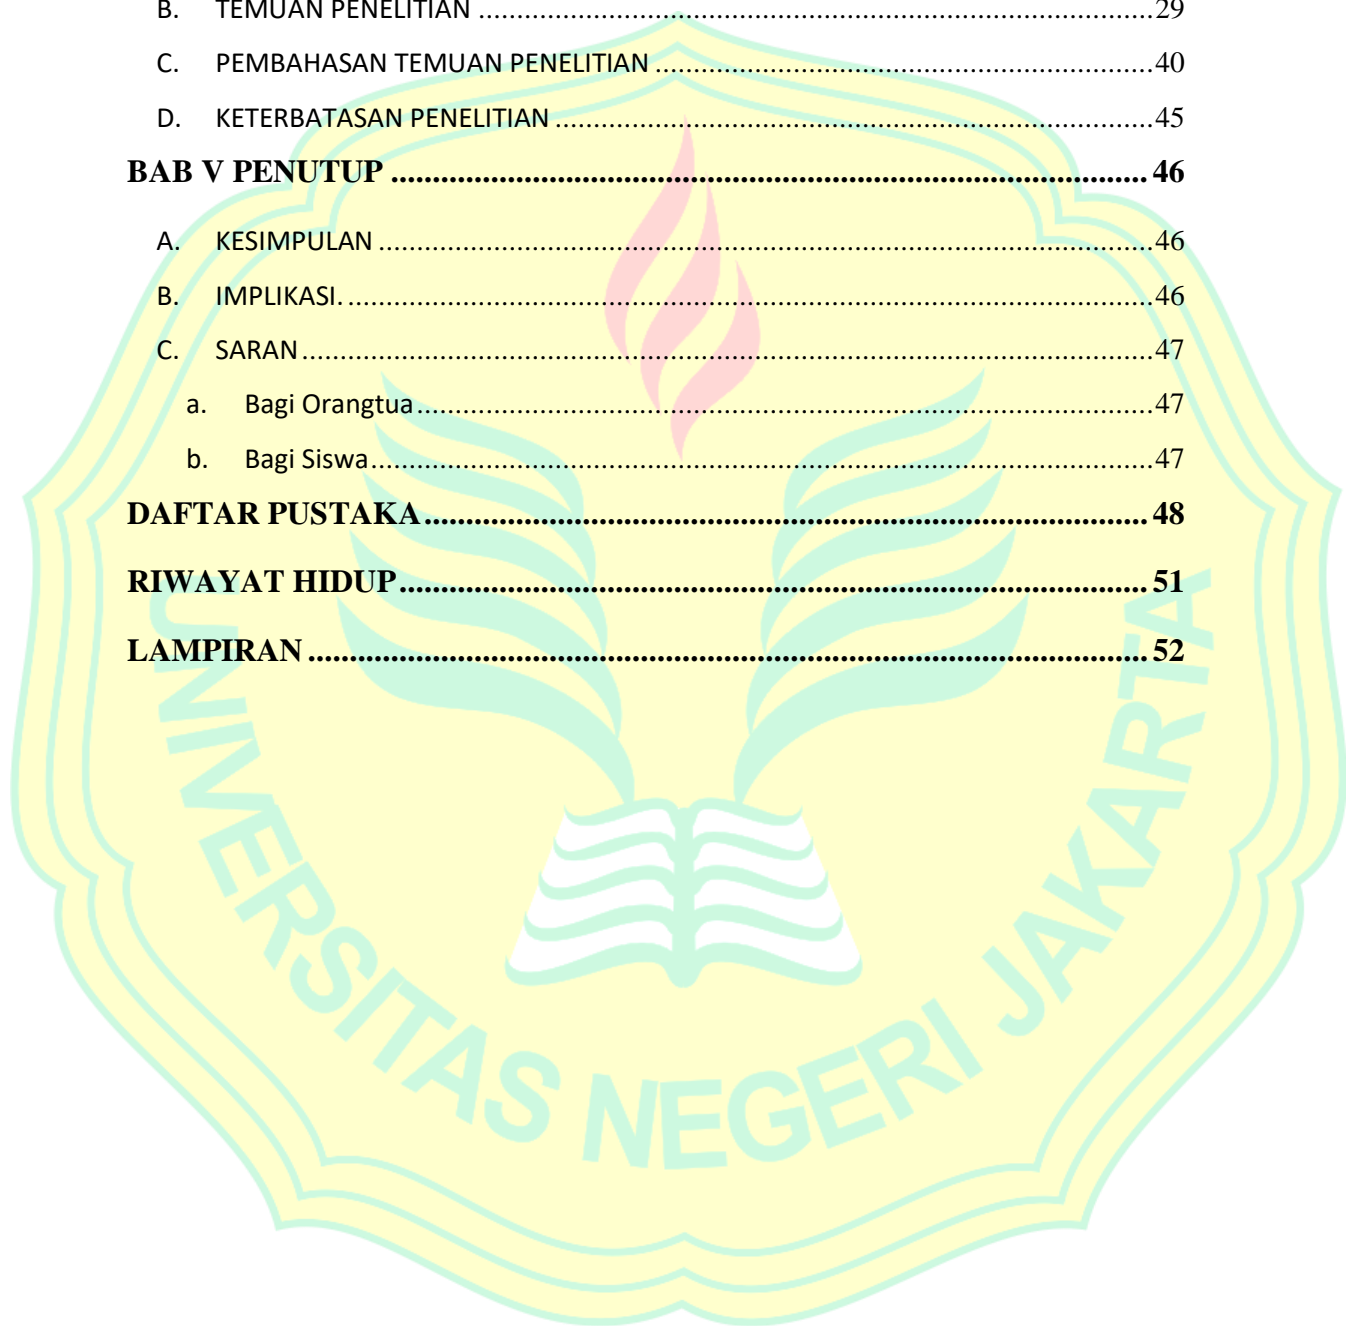 B. TEMUAN PENELITIAN ........................................................................................................29
C. PEMBAHASAN TEMUAN PENELITIAN ............................................................................40
D. KETERBATASAN PENELITIAN ............................................................................................45
BAB V PENUTUP ............................................................................................ 46
A. KESIMPULAN ........................................................................................................................46
B. IMPLIKASI. ............................................................................................................................46
C. SARAN ...................................................................................................................................47
a. Bagi Orangtua ..................................................................................................................47
b. Bagi Siswa .........................................................................................................................47
DAFTAR PUSTAKA ........................................................................................ 48
RIWAYAT HIDUP ........................................................................................... 51
LAMPIRAN ...................................................................................................... 52
UNIVERSITAS NEGERI JAKARTA